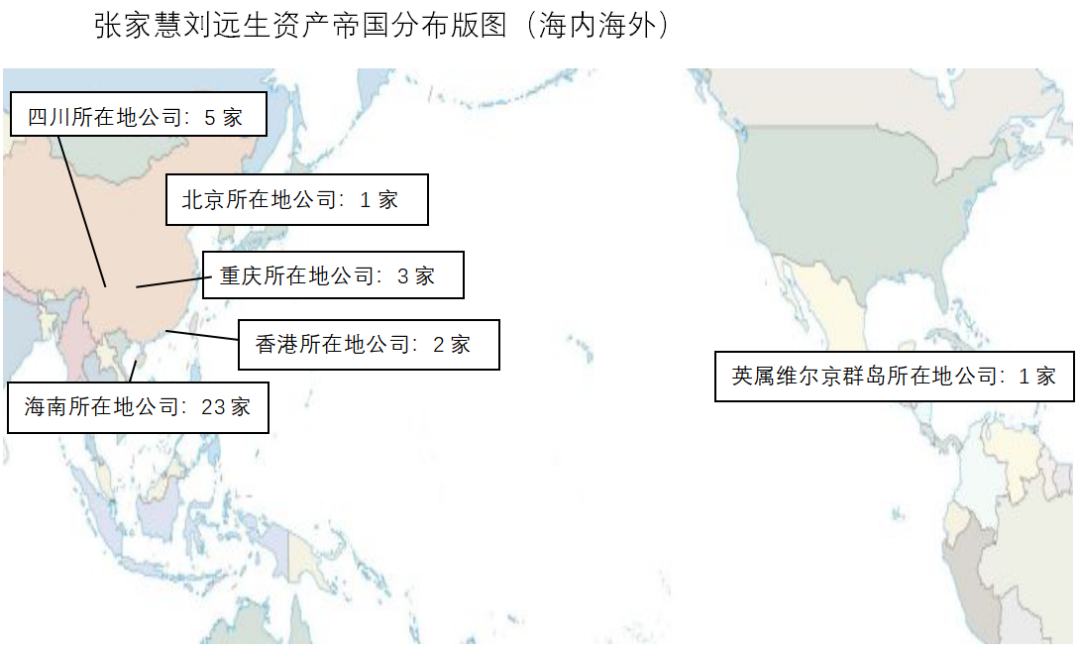 张家慧刘远生资产帝国分布版图（海内海外）
四川所在地公司：5 家
北京所在地公司：1 家
重庆所在地公司：3 家
香港所在地公司：2 家
英属维尔京群岛所在地公司：1 家
海南所在地公司：23 家